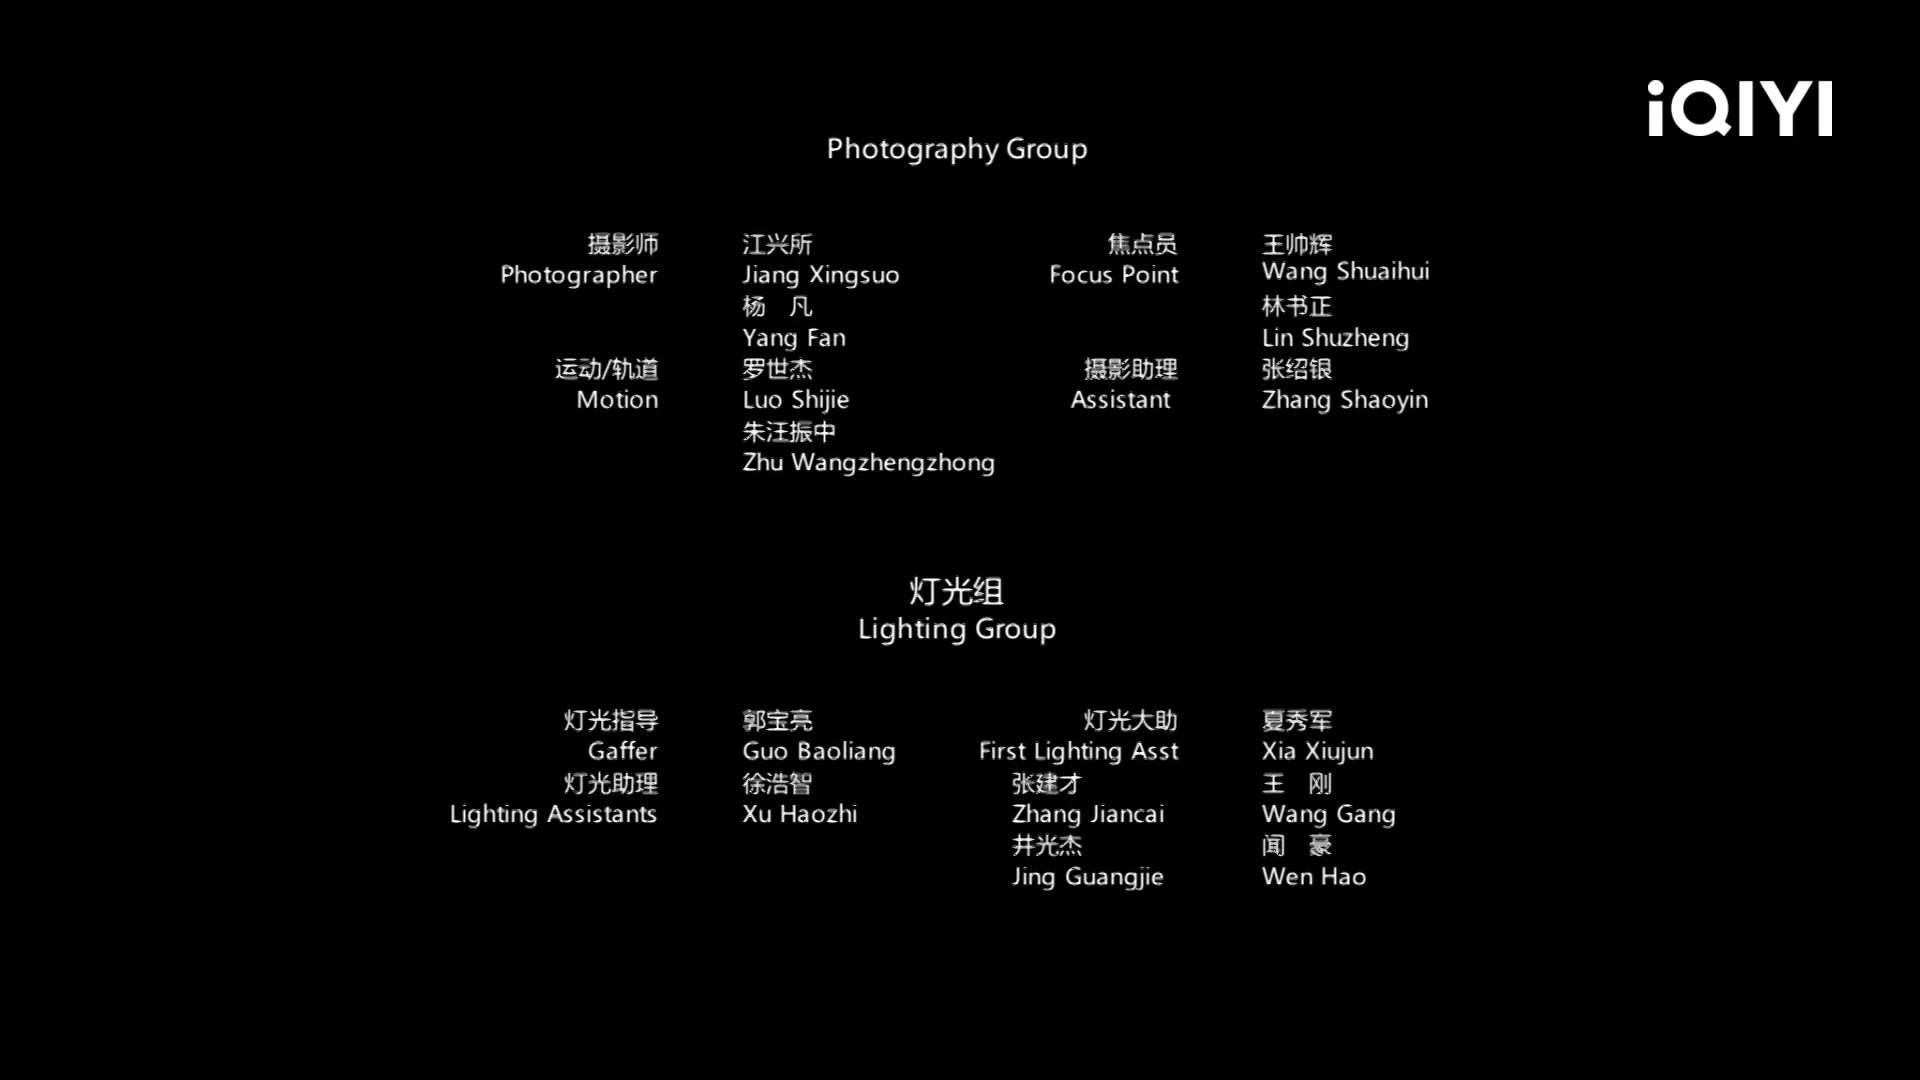 iQIYI
Photography Group
摄影师 江兴所 焦点员 王帅辉
Photographer Jiang Xingsuo Focus Point Wang Shuaihui
杨 凡 林书正
Yang Fan Lin Shuzheng
运动/轨道 罗世杰 摄影助理 张绍银
Motion Luo Shijie Assistant Zhang Shaoyin
朱汪振中
Zhu Wangzhengzhong
灯光组
Lighting Group
灯光指导 郭宝亮 灯光大助 夏秀军
Gaffer Guo Baoliang First Lighting Asst Xia Xiujun
灯光助理 徐浩智 张建才 王 刚
Lighting Assistants Xu Haozhi Zhang Jiancai Wang Gang
井光杰 闻 豪
Jing Guangjie Wen Hao